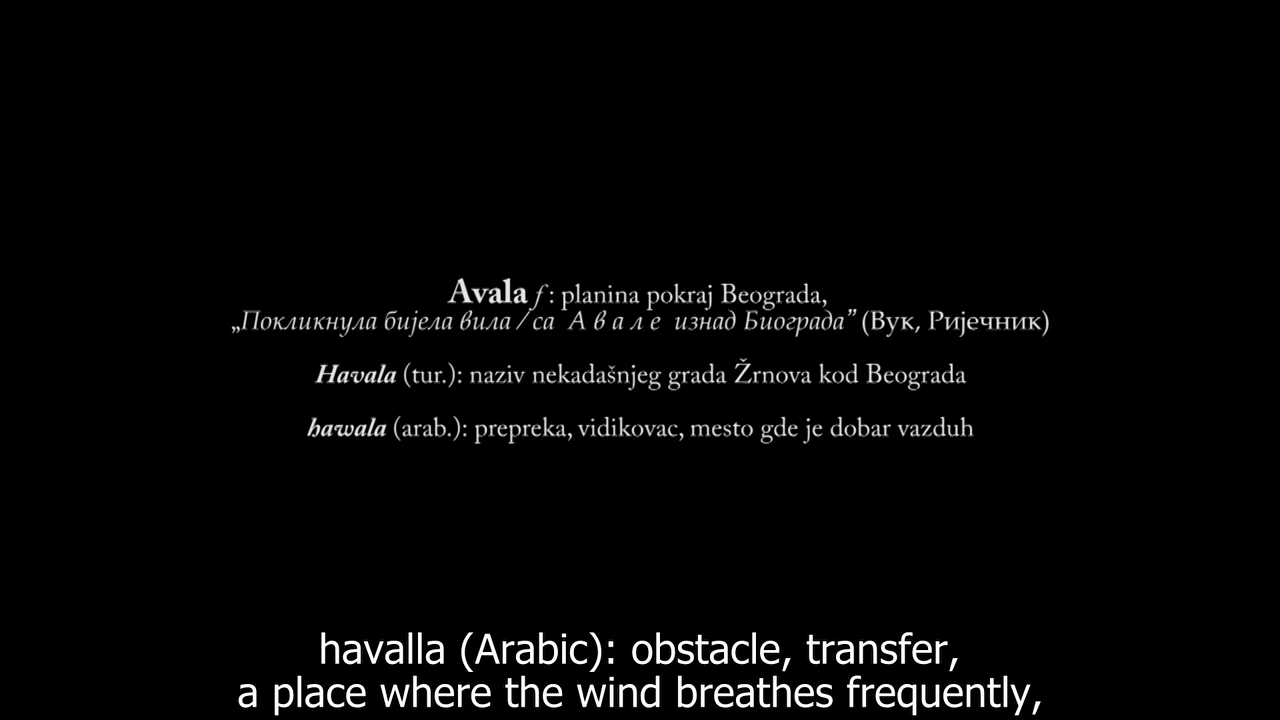 Avala f: planina pokraj Beograda,
„Покликнула бијела вила / са А в а л е изнад Биограда” (Вук, Ријечник)
Havala (tur.): naziv nekadašnjeg grada Žrnova kod Beograda
hawala (arab.): prepreka, vidikovac, mesto gde je dobar vazduh
havalla (Arabic): obstacle, transfer,
a place where the wind breathes frequently,